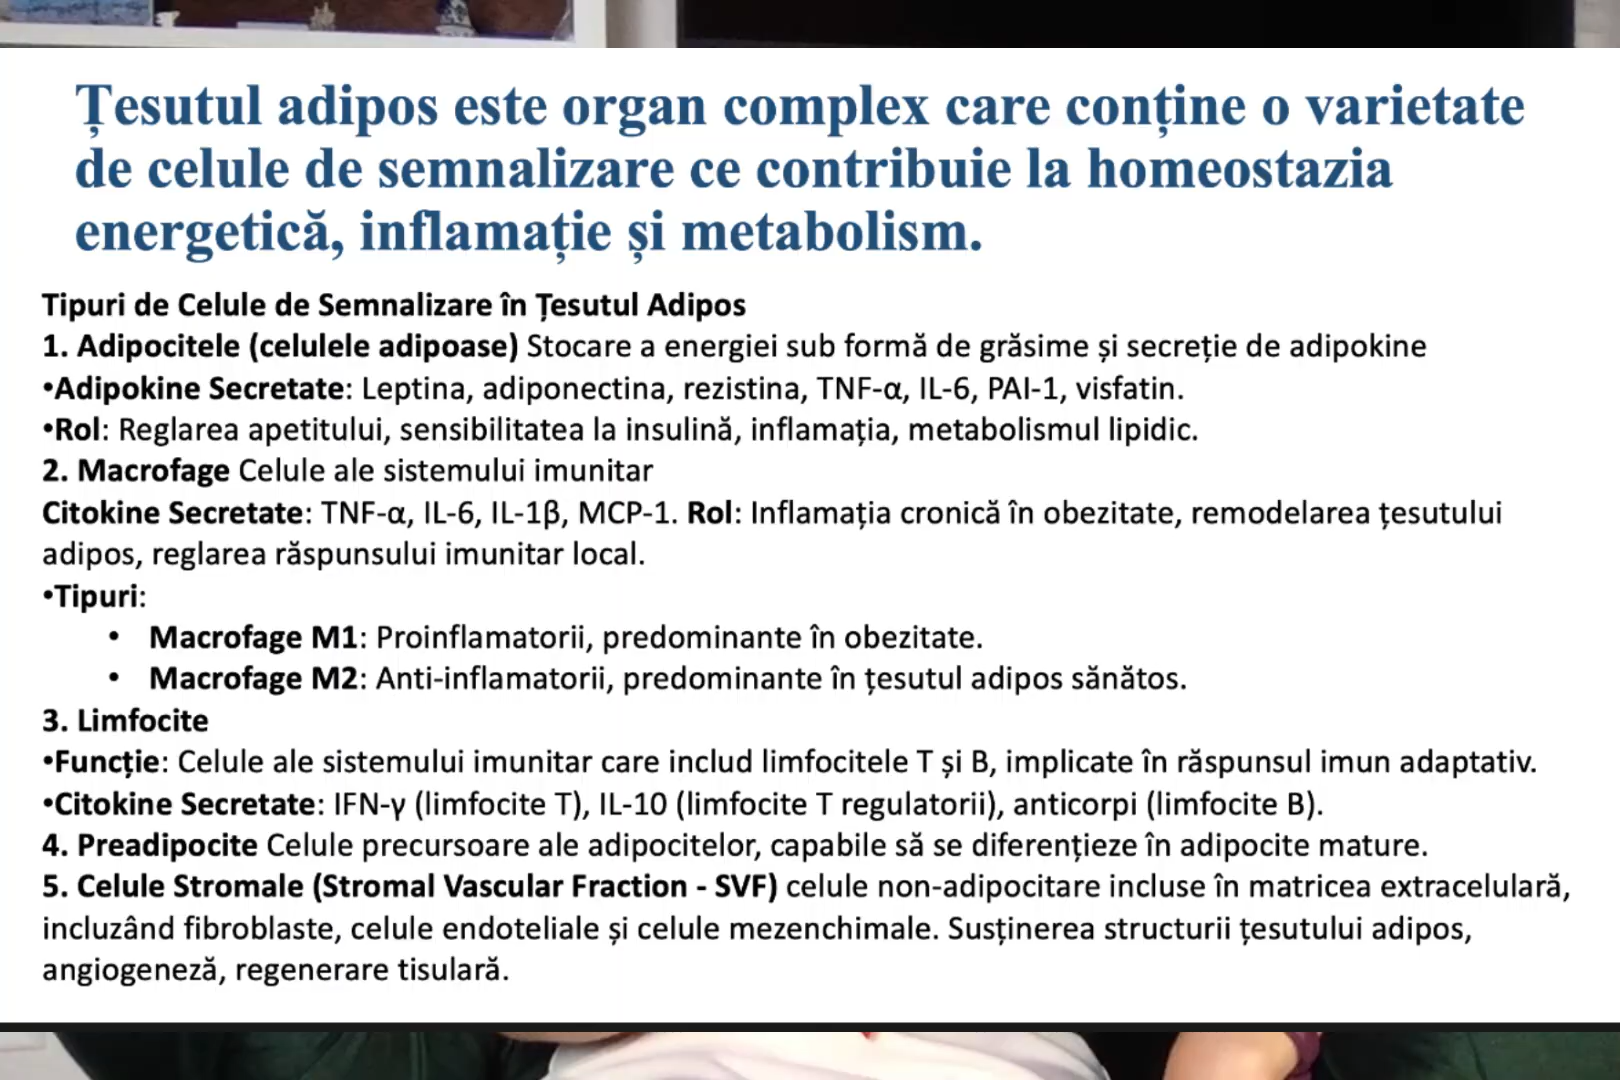 Țesutul adipos este organ complex care conține o varietate
de celule de semnalizare ce contribuie la homeostazia
energetică, inflamație și metabolism.
Tipuri de Celule de Semnalizare în Țesutul Adipos
1. Adipocitele (celulele adipoase) Stocare a energiei sub formă de grăsime și secreție de adipokine
•Adipokine Secretate: Leptina, adiponectina, rezistina, TNF-α, IL-6, PAI-1, visfatin.
•Rol: Reglarea apetitului, sensibilitatea la insulină, inflamația, metabolismul lipidic.
2. Macrofage Celule ale sistemului imunitar
Citokine Secretate: TNF-α, IL-6, IL-1β, MCP-1. Rol: Inflamația cronică în obezitate, remodelarea țesutului
adipos, reglarea răspunsului imunitar local.
•Tipuri:
• Macrofage M1: Proinflamatorii, predominante în obezitate.
• Macrofage M2: Anti-inflamatorii, predominante în țesutul adipos sănătos.
3. Limfocite
•Funcție: Celule ale sistemului imunitar care includ limfocitele T și B, implicate în răspunsul imun adaptativ.
•Citokine Secretate: IFN-γ (limfocite T), IL-10 (limfocite T regulatorii), anticorpi (limfocite B).
4. Preadipocite Celule precursoare ale adipocitelor, capabile să se diferențieze în adipocite mature.
5. Celule Stromale (Stromal Vascular Fraction - SVF) celule non-adipocitare incluse în matricea extracelulară,
incluzând fibroblaste, celule endoteliale și celule mezenchimale. Susținerea structurii țesutului adipos,
angiogeneză, regenerare tisulară.